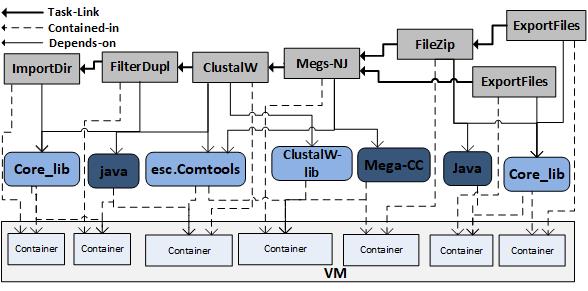 Task-Link
Contained-in
Depends-on
ExportFiles
FileZip
Megs-NJ
ClustalW
FilterDupl
ImportDir
ExportFiles
Core_lib
java
esc.Comtools
ClustalW-
lib
Mega-CC
Java
Core_lib
Container
Container
Container
Container
Container
Container
Container
VM